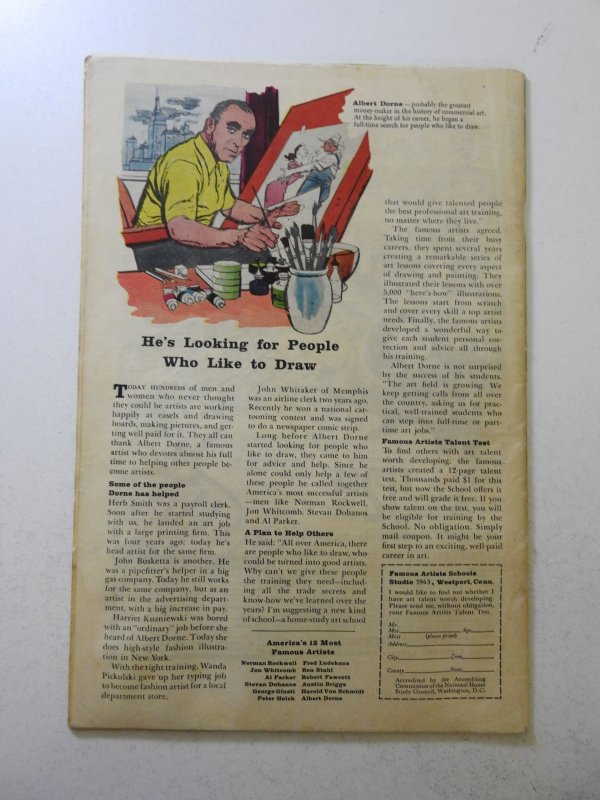 Albert Dorne — probably the greatest
money-maker in the history of commercial art.
At the height of his career, he began a
full-time search for people who like to draw.
He's Looking for People
Who Like to Draw
TODAY HUNDREDS of men and
women who never thought
they could be artists are working
happily at easels and drawing
boards, making pictures, and get-
ting well paid for it. They all can
thank Albert Dorne, a famous
artist who devotes almost his full
time to helping other people be-
come artists.
Some of the people
Dorne has helped
Herb Smith was a payroll clerk.
Soon after he started studying
with us, he landed an art job
with a large printing firm. This
was four years ago: today he's
head artist for the same firm.
John Busketta is another. He
was a pipefitter's helper in a big
gas company. Today he still works
for the same company, but as an
artist in the advertising depart-
ment, with a big increase in pay.
Harriet Kuzniewski was bored
with an "ordinary" job before she
heard of Albert Dorne. Today she
does high-style fashion illustra-
tion in New York.
With the right training, Wanda
Pickulski gave up her typing job
to become fashion artist for a local
department store.
John Whitaker of Memphis
was an airline clerk two years ago.
Recently he won a national car-
tooning contest and was signed
to do a newspaper comic strip.
Long before Albert Dorne
started looking for people who
like to draw, they came to him
for advice and help. Since he
alone could only help a few of
these people he called together
America's most successful artists
—men like Norman Rockwell,
Jon Whitcomb, Stevan Dohanos
and Al Parker.
A Plan to Help Others
He said: "All over America, there
are people who like to draw, who
could be turned into good artists.
Why can't we give these people
the training they need—includ-
ing all the trade secrets and
know-how we've learned over the
years? I'm suggesting a new kind
of school—a home-study art school
America's 12 Most
Famous Artists
Norman Rockwell Fred Ludekens
Jon Whitcomb Ben Stahl
Al Parker Robert Fawcett
Stevan Dohanos Austin Briggs
George Giusti Harold Von Schmidt
Peter Helck Albert Dorne
that would give talented people
the best professional art training,
no matter where they live."
The famous artists agreed.
Taking time from their busy
careers, they spent several years
creating a remarkable series of
art lessons covering every aspect
of drawing and painting. They
illustrated their lessons with over
5,000 "here's-how" illustrations.
The lessons start from scratch
and cover every skill a top artist
needs. Finally, the famous artists
developed a wonderful way to
give each student personal cor-
rection and advice all through
his training.
Albert Dorne is not surprised
by the success of his students.
"The art field is growing. We
keep getting calls from all over
the country, asking us for prac-
tical, well-trained students who
can step into full-time or part-
time art jobs."
Famous Artists Talent Test
To find others with art talent
worth developing, the famous
artists created a 12-page talent
test. Thousands paid $1 for this
test, but now the School offers it
free and will grade it free. If you
show talent on the test, you will
be eligible for training by the
School. No obligation. Simply
mail coupon. It might be your
first step to an exciting, well-paid
career in art.
Famous Artists Schools
Studio 5943, Westport, Conn.
I would like to find out whether I
have art talent worth developing.
Please send me, without obligation,
your Famous Artists Talent Test.
Mr.
Mrs. Age
Miss (please print)
Address
City Zone
County State
Accredited by the Accrediting
Commission of the National Home
Study Council, Washington, D.C.